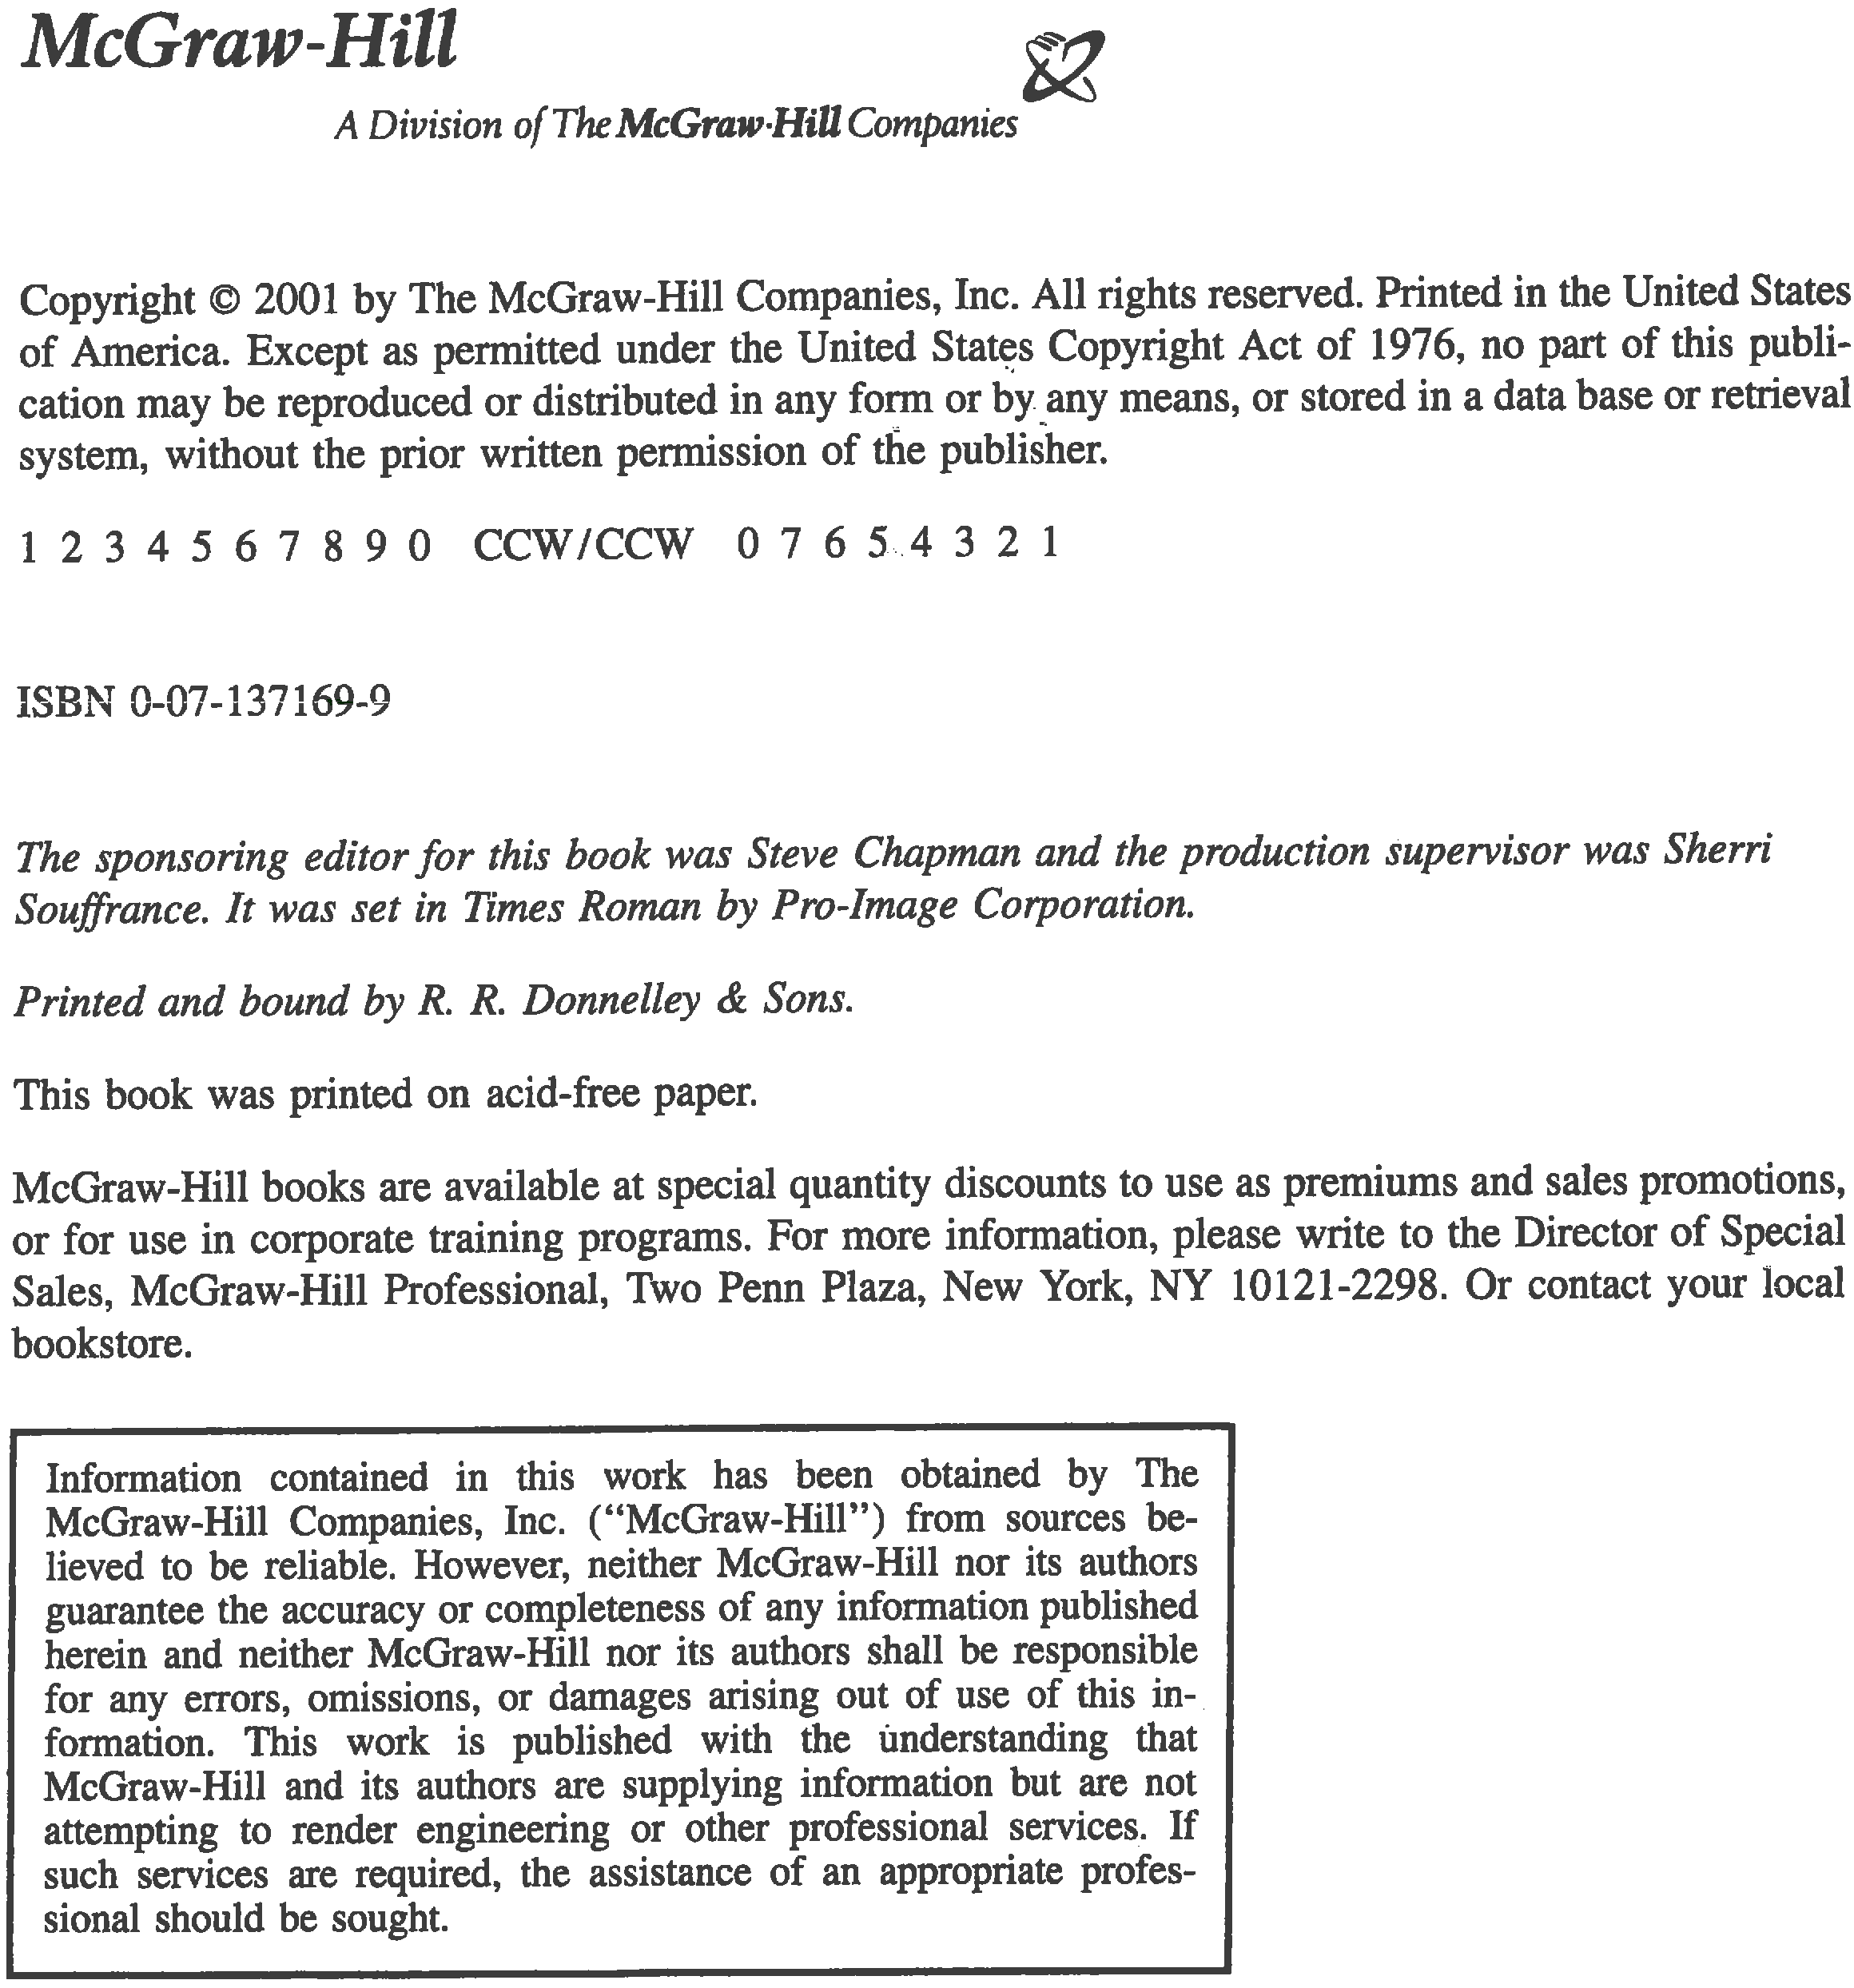 McGraw-Hill
A Division of The McGraw·Hill Companies
Copyright © 2001 by The McGraw-Hill Companies, Inc. All rights reserved. Printed in the United States
of America. Except as permitted under the United States Copyright Act of 1976, no part of this publi-
cation may be reproduced or distributed in any form or by any means, or stored in a data base or retrieval
system, without the prior written permission of the publisher.
1 2 3 4 5 6 7 8 9 0 CCW/CCW 0 7 6 5 4 3 2 1
ISBN 0-07-137169-9
The sponsoring editor for this book was Steve Chapman and the production supervisor was Sherri
Souffrance. It was set in Times Roman by Pro-Image Corporation.
Printed and bound by R. R. Donnelley & Sons.
This book was printed on acid-free paper.
McGraw-Hill books are available at special quantity discounts to use as premiums and sales promotions,
or for use in corporate training programs. For more information, please write to the Director of Special
Sales, McGraw-Hill Professional, Two Penn Plaza, New York, NY 10121-2298. Or contact your local
bookstore.
Information contained in this work has been obtained by The
McGraw-Hill Companies, Inc. (“McGraw-Hill”) from sources be-
lieved to be reliable. However, neither McGraw-Hill nor its authors
guarantee the accuracy or completeness of any information published
herein and neither McGraw-Hill nor its authors shall be responsible
for any errors, omissions, or damages arising out of use of this in-
formation. This work is published with the understanding that
McGraw-Hill and its authors are supplying information but are not
attempting to render engineering or other professional services. If
such services are required, the assistance of an appropriate profes-
sional should be sought.